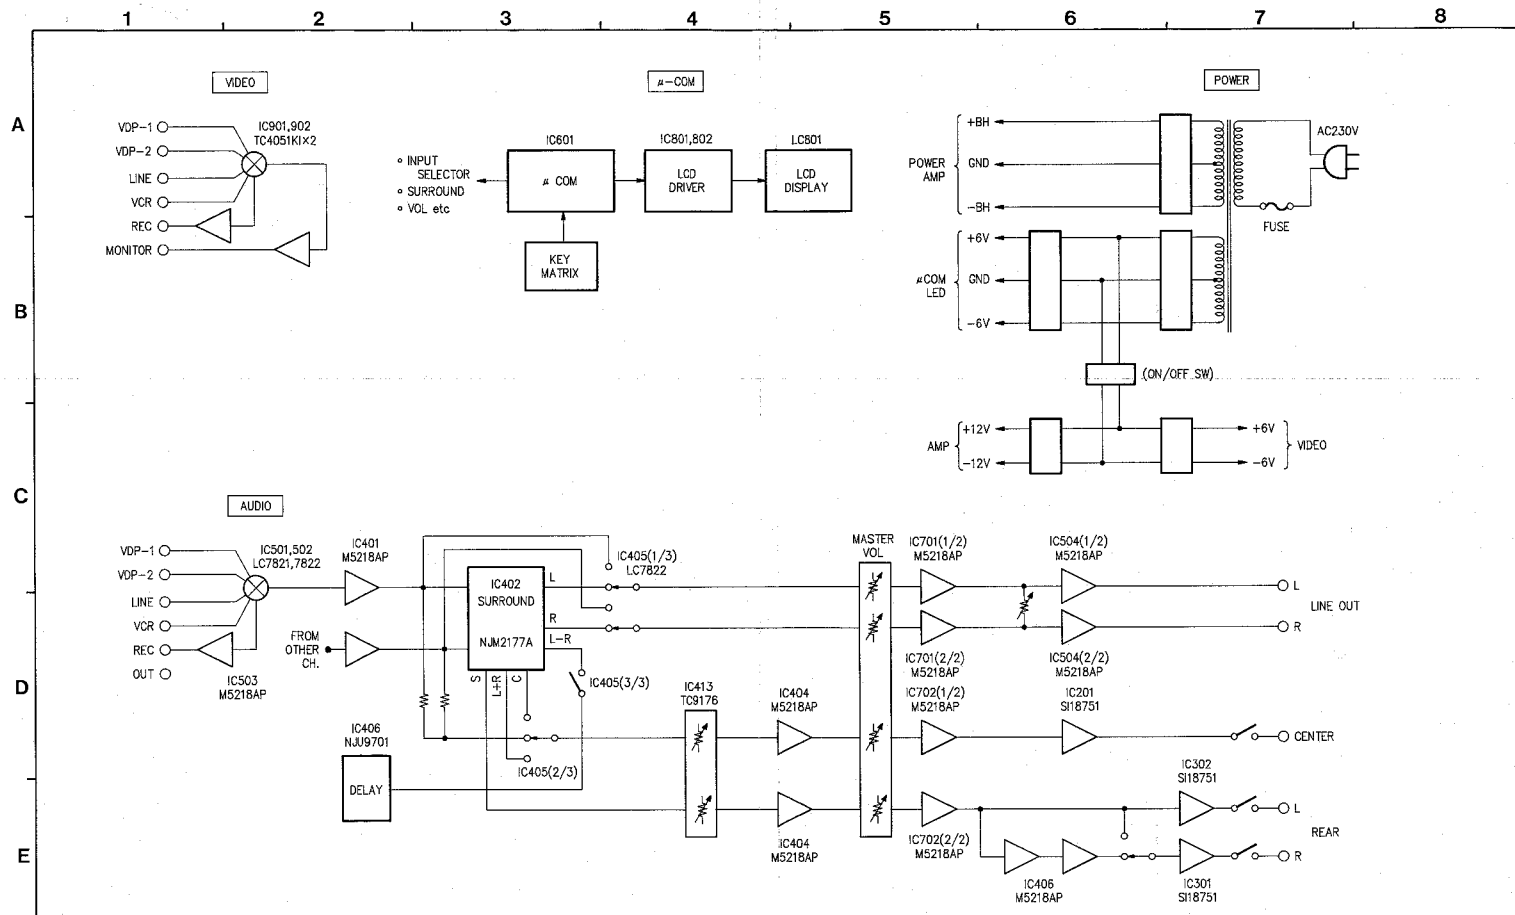 1 2 3 4 5 6 7 8
A
B
C
D
E
VIDEO
VDP-1
VDP-2
LINE
VCR
REC
MONITOR
IC901,902
TC4051KI×2
μ-COM
INPUT
SELECTOR
SURROUND
VOL etc
IC601
μ COM
IC801,802
LCD
DRIVER
LC801
LCD
DISPLAY
KEY
MATRIX
POWER
POWER
AMP
+BH
GND
-BH
AC230V
FUSE
μCOM
LED
+6V
GND
-6V
(ON/OFF SW)
AMP
+12V
-12V
+6V
-6V
VIDEO
AUDIO
VDP-1
VDP-2
LINE
VCR
REC
OUT
IC501,502
LC7821,7822
IC503
M5218AP
IC401
M5218AP
FROM
OTHER
CH.
IC402
SURROUND
NJM2177A
L
R
L-R
S
L+R
C
IC405(1/3)
LC7822
IC405(3/3)
IC405(2/3)
IC406
NJU9701
DELAY
IC413
TC9176
IC404
M5218AP
IC404
M5218AP
MASTER
VOL
IC701(1/2)
M5218AP
IC504(1/2)
M5218AP
L
LINE OUT
R
IC701(2/2)
M5218AP
IC504(2/2)
M5218AP
IC702(1/2)
M5218AP
IC201
SI18751
CENTER
IC702(2/2)
M5218AP
IC302
SI18751
L
REAR
R
IC406
M5218AP
IC301
SI18751